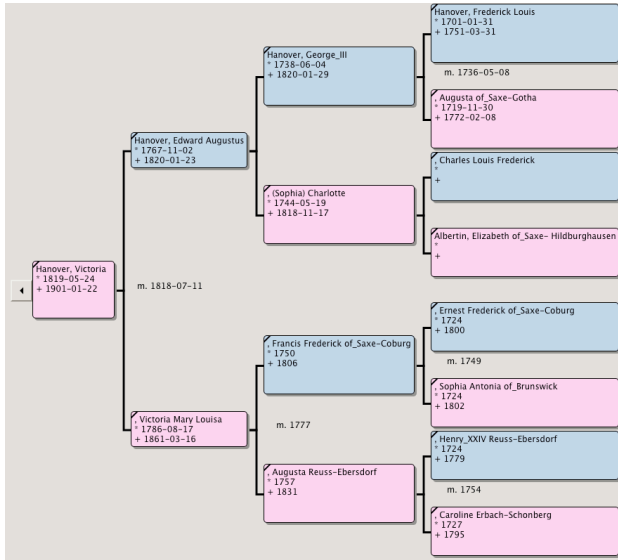 Hanover, Frederick Louis
* 1701-01-31
+ 1751-03-31
m. 1736-05-08
, Augusta of_Saxe-Gotha
* 1719-11-30
+ 1772-02-08
Hanover, George_III
* 1738-06-04
+ 1820-01-29
Hanover, Edward Augustus
* 1767-11-02
+ 1820-01-23
, (Sophia) Charlotte
* 1744-05-19
+ 1818-11-17
, Charles Louis Frederick
*
+
Albertin, Elizabeth of_Saxe- Hildburghausen
*
+
Hanover, Victoria
* 1819-05-24
+ 1901-01-22
m. 1818-07-11
, Ernest Frederick of_Saxe-Coburg
* 1724
+ 1800
m. 1749
, Sophia Antonia of_Brunswick
* 1724
+ 1802
, Francis Frederick of_Saxe-Coburg
* 1750
+ 1806
, Victoria Mary Louisa
* 1786-08-17
+ 1861-03-16
m. 1777
, Augusta Reuss-Ebersdorf
* 1757
+ 1831
, Henry_XXIV Reuss-Ebersdorf
* 1724
+ 1779
m. 1754
, Caroline Erbach-Schonberg
* 1727
+ 1795